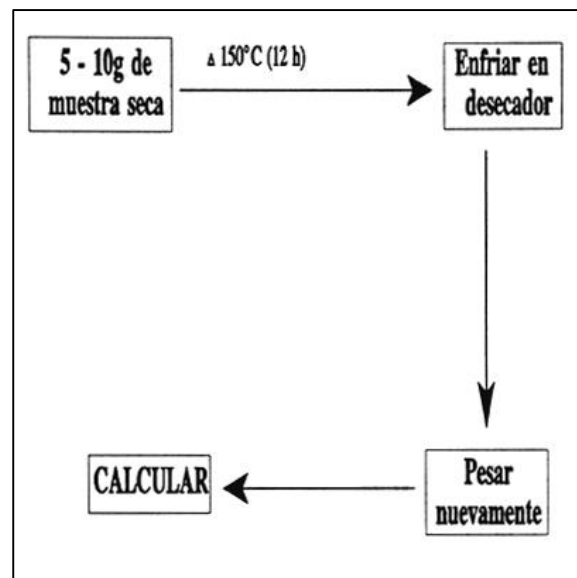 5 - 10g de
muestra seca
Δ 150°C (12 h)
Enfriar en
desecador
Pesar
nuevamente
CALCULAR